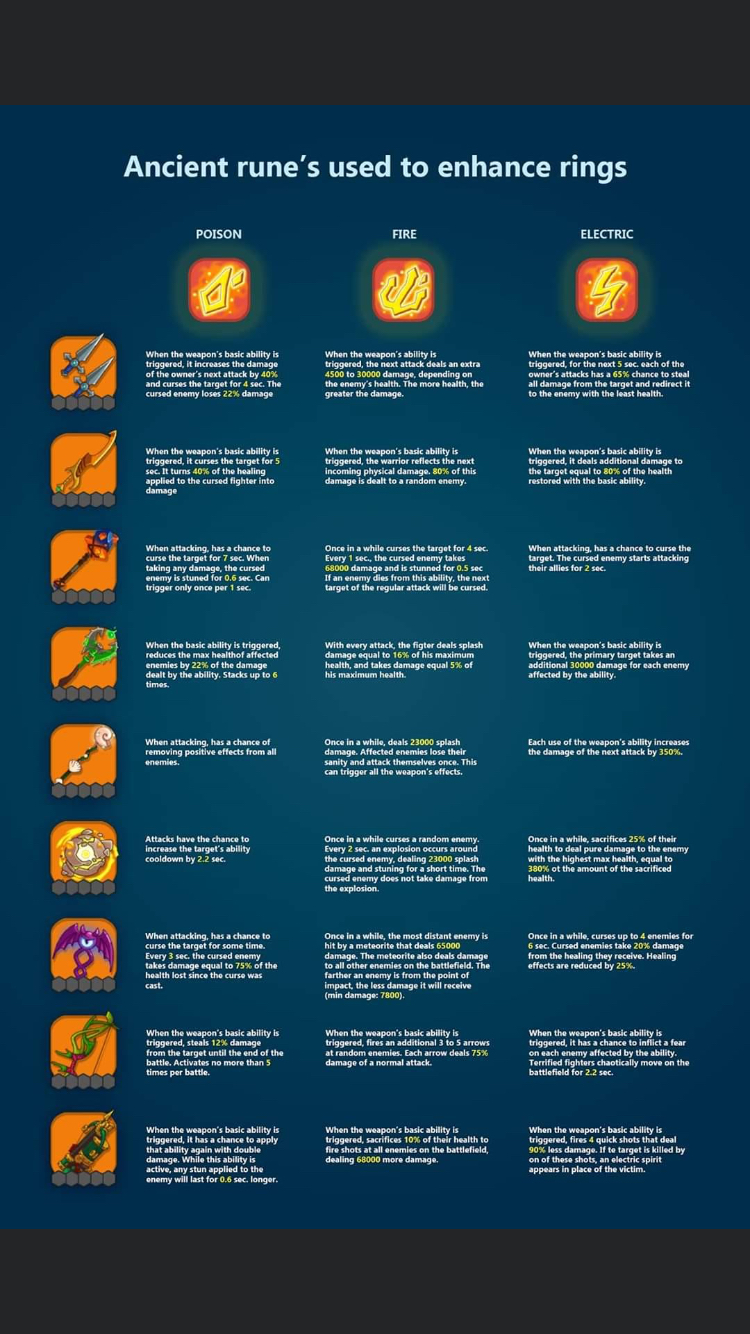 Ancient rune's used to enhance rings
POISON
FIRE
ELECTRIC
When the weapon's basic ability is
triggered, it increases the damage
of the owner's next attack by 40%
and curses the target for 4 sec. The
cursed enemy loses 22% damage
When the weapon's ability is
triggered, the next attack deals an extra
4500 to 30000 damage, depending on
the enemy's health. The more health, the
greater the damage.
When the weapon's basic ability is
triggered, for the next 5 sec. each of the
owner's attacks has a 65% chance to steal
all damage from the target and redirect it
to the enemy with the least health.
When the weapon's basic ability is
triggered, it curses the target for 5
sec. It turns 40% of the healing
applied to the cursed fighter into
damage
When the weapon's basic ability is
triggered, the warrior reflects the next
incoming physical damage. 80% of this
damage is dealt to a random enemy.
When the weapon's basic ability is
triggered, it deals additional damage to
the target equal to 80% of the health
restored with the basic ability.
When attacking, has a chance to
curse the target for 7 sec. When
taking any damage, the cursed
enemy is stuned for 0.6 sec. Can
trigger only once per 1 sec.
Once in a while curses the target for 4 sec.
Every 1 sec., the cursed enemy takes
68000 damage and is stunned for 0.5 sec
If an enemy dies from this ability, the next
target of the regular attack will be cursed.
When attacking, has a chance to curse the
target. The cursed enemy starts attacking
their allies for 2 sec.
When the basic ability is triggered,
reduces the max healthof affected
enemies by 22% of the damage
dealt by the ability. Stacks up to 6
times.
With every attack, the figter deals splash
damage equal to 16% of his maximum
health, and takes damage equal 5% of
his maximum health.
When the weapon's basic ability is
triggered, the primary target takes an
additional 30000 damage for each enemy
affected by the ability.
When attacking, has a chance of
removing positive effects from all
enemies.
Once in a while, deals 23000 splash
damage. Affected enemies lose their
sanity and attack themselves once. This
can trigger all the weapon's effects.
Each use of the weapon's ability increases
the damage of the next attack by 350%.
Attacks have the chance to
increase the target's ability
cooldown by 2.2 sec.
Once in a while curses a random enemy.
Every 2 sec. an explosion occurs around
the cursed enemy, dealing 23000 splash
damage and stuning for a short time. The
cursed enemy does not take damage from
the explosion.
Once in a while, sacrifices 25% of their
health to deal pure damage to the enemy
with the highest max health, equal to
380% ot the amount of the sacrificed
health.
When attacking, has a chance to
curse the target for some time.
Every 3 sec. the cursed enemy
takes damage equal to 75% of the
health lost since the curse was
cast.
Once in a while, the most distant enemy is
hit by a meteorite that deals 65000
damage. The meteorite also deals damage
to all other enemies on the battlefield. The
farther an enemy is from the point of
impact, the less damage it will receive
(min damage: 7800).
Once in a while, curses up to 4 enemies for
6 sec. Cursed enemies take 20% damage
from the healing they receive. Healing
effects are reduced by 25%.
When the weapon's basic ability is
triggered, steals 12% damage
from the target until the end of the
battle. Activates no more than 5
times per battle.
When the weapon's basic ability is
triggered, fires an additional 3 to 5 arrows
at random enemies. Each arrow deals 75%
damage of a normal attack.
When the weapon's basic ability is
triggered, it has a chance to inflict a fear
on each enemy affected by the ability.
Terrified fighters chaotically move on the
battlefield for 2.2 sec.
When the weapon's basic ability is
triggered, it has a chance to apply
that ability again with double
damage. While this ability is
active, any stun applied to the
enemy will last for 0.6 sec. longer.
When the weapon's basic ability is
triggered, sacrifices 10% of their health to
fire shots at all enemies on the battlefield,
dealing 68000 more damage.
When the weapon's basic ability is
triggered, fires 4 quick shots that deal
90% less damage. If te target is killed by
on of these shots, an electric spirit
appears in place of the victim.